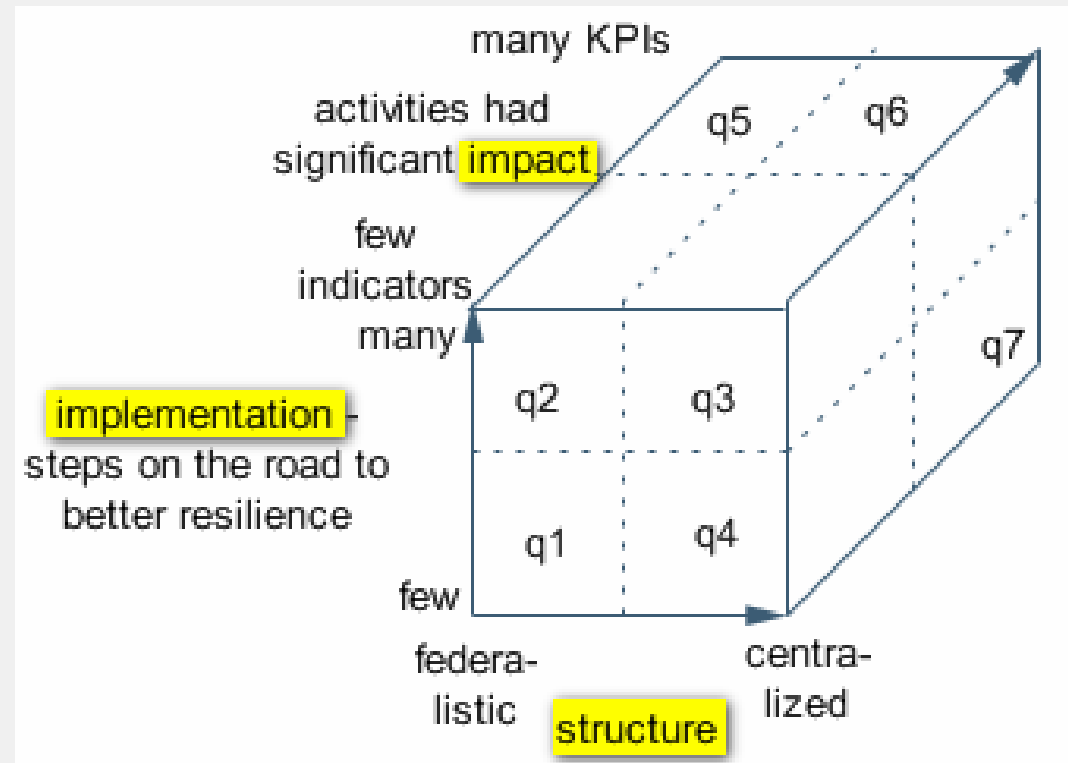 many KPIs
activities had
significant impact
q5
q6
few
indicators
many
q7
q2
q3
implementation -
steps on the road to
better resilience
q1
q4
few
federa-
listic
centra-
lized
structure